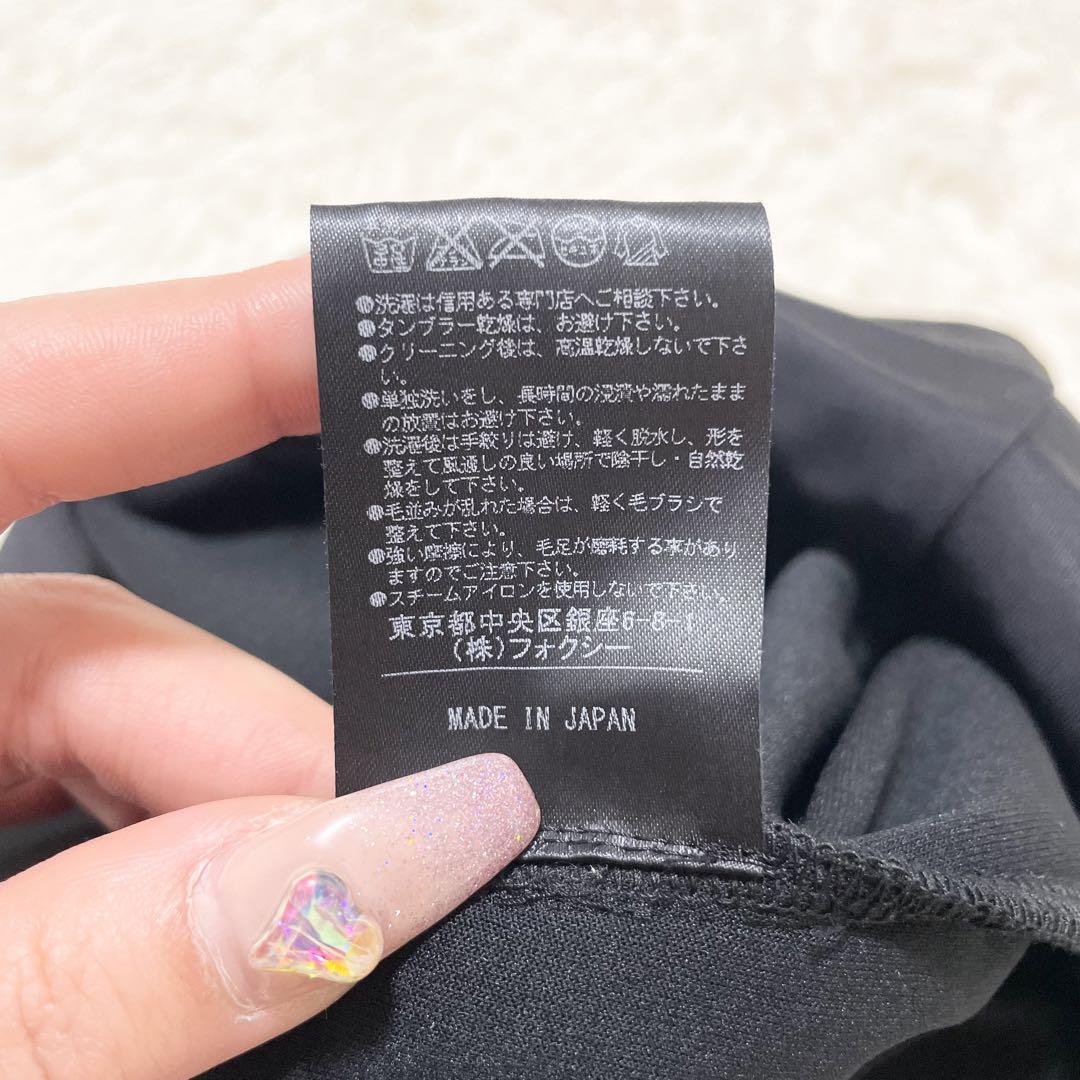 ●洗濯は信用ある専門店へご相談下さい。
●タンブラー乾燥は、お避け下さい。
●クリーニング後は、高温乾燥しないで下さ
い。
●単独洗いをし、長時間の浸漬や濡れたまま
の放置はお避け下さい。
●洗濯後は手絞りは避け、軽く脱水し、形を
整えて風通しの良い場所で陰干し・自然乾
燥をして下さい。
●毛並みが乱れた場合は、軽く毛ブラシで
整えて下さい。
●強い摩擦により、毛足が磨耗する事があり
ますのでご注意下さい。
●スチームアイロンを使用しないで下さい。
東京都中央区銀座6-8-1
(株)フォクシー
MADE IN JAPAN